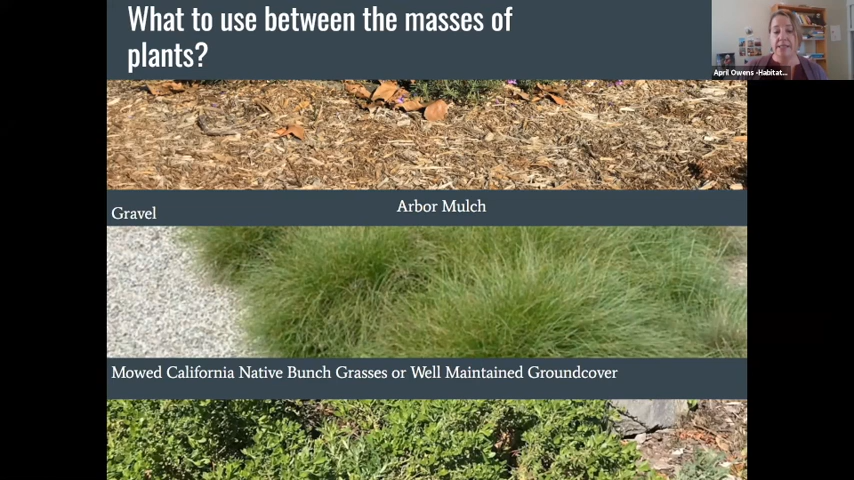 What to use between the masses of
plants?
April Owens -Habitat...
Arbor Mulch
Gravel
Mowed California Native Bunch Grasses or Well Maintained Groundcover